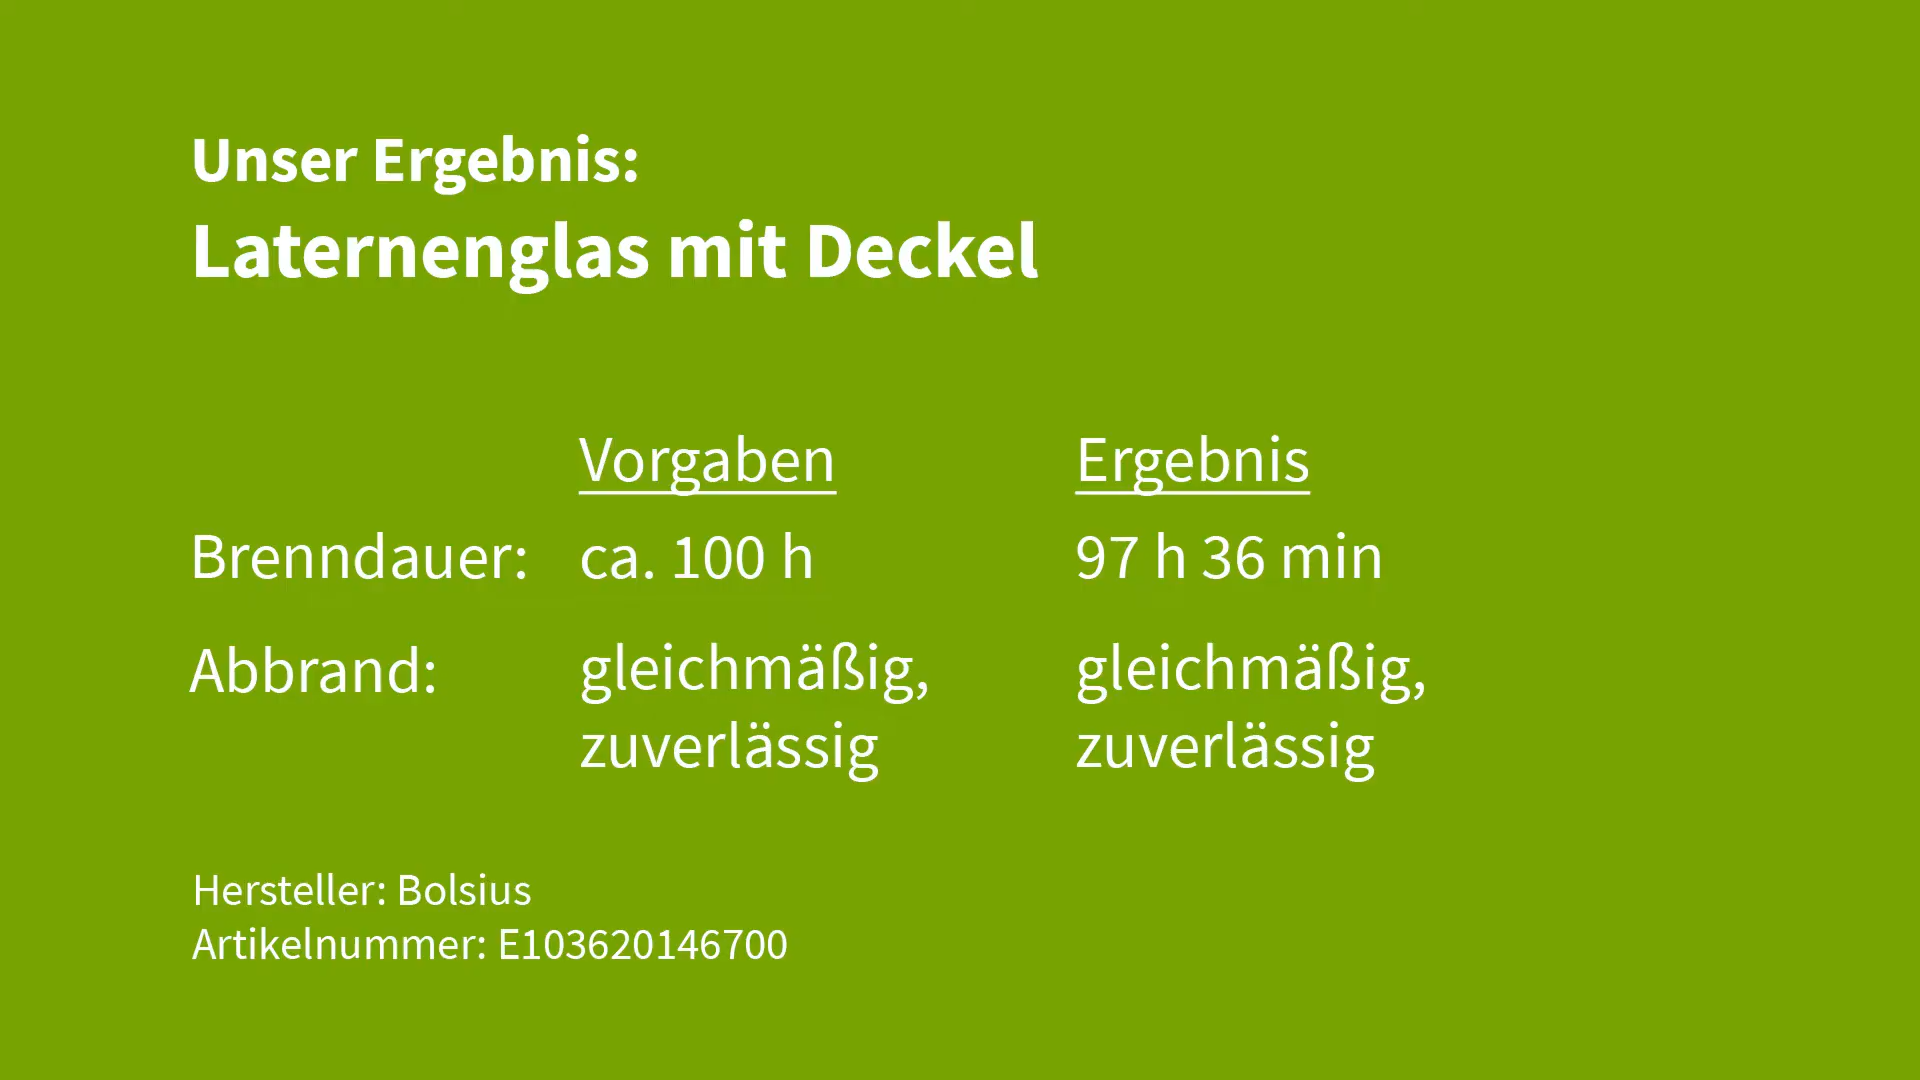 Unser Ergebnis:
Laternenglas mit Deckel
Vorgaben Ergebnis
Brenndauer: ca. 100 h 97 h 36 min
Abbrand: gleichmäßig, gleichmäßig,
zuverlässig zuverlässig
Hersteller: Bolsius
Artikelnummer: E103620146700